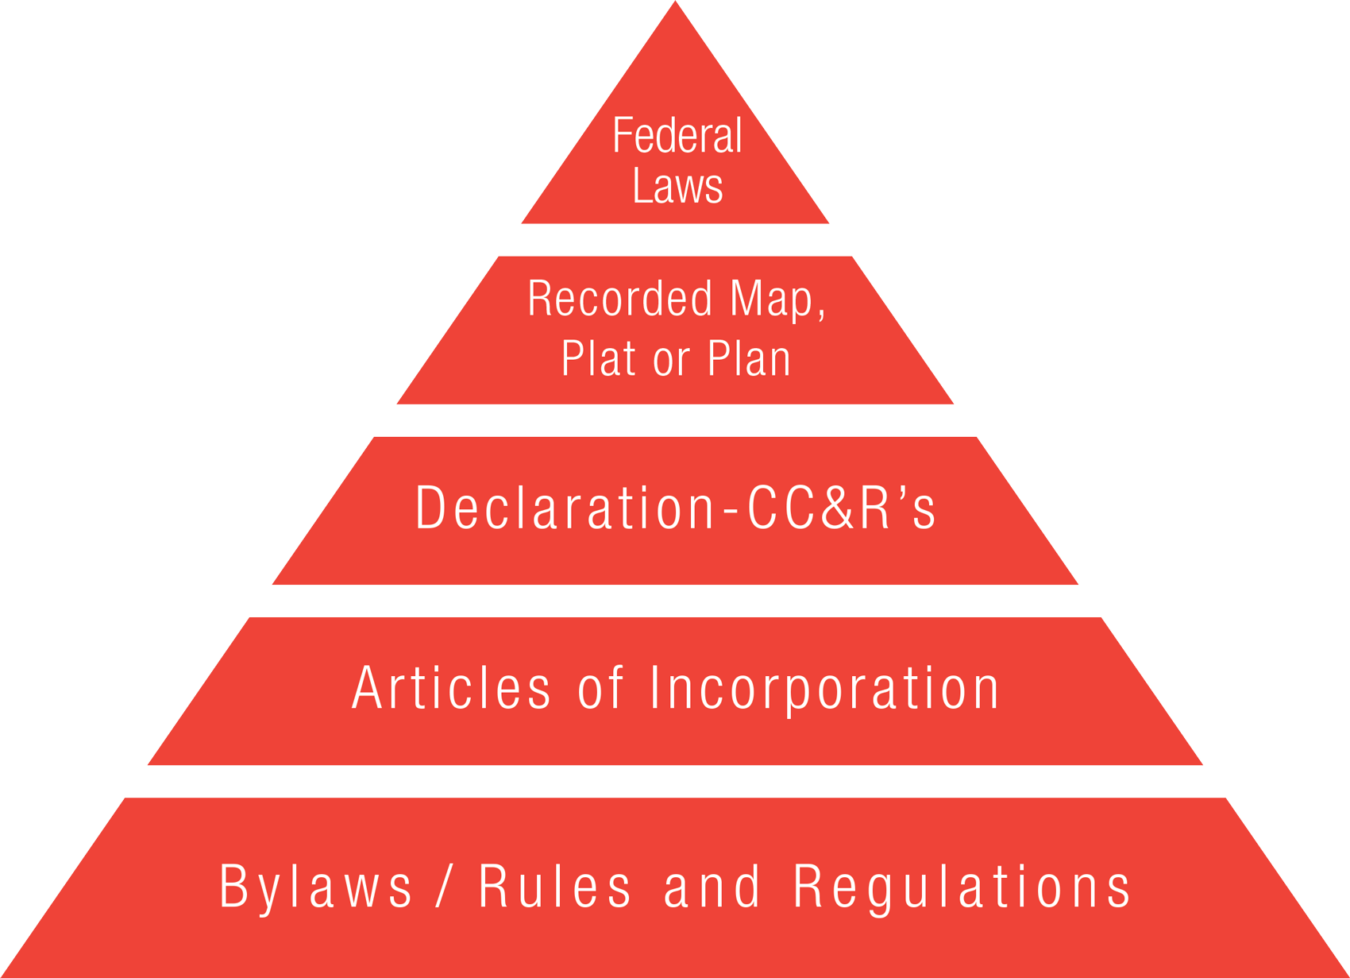 Federal
Laws
Recorded Map,
Plat or Plan
Declaration-CC&R’s
Articles of Incorporation
Bylaws / Rules and Regulations